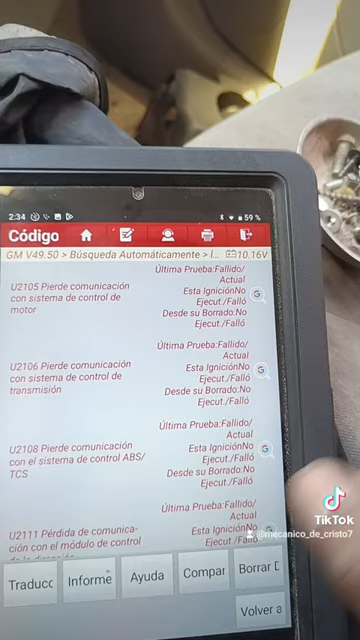 2:34
59 %
Código
GM V49.50 > Búsqueda Automáticamente > I...
10.16V
U2105 Pierde comunicación
con sistema de control de
motor
Última Prueba:Fallido/
Actual
Esta IgniciónNo
Ejecut./Falló
Desde su Borrado:No
Ejecut./Falló
U2106 Pierde comunicación
con sistema de control de
transmisión
Última Prueba:Fallido/
Actual
Esta IgniciónNo
Ejecut./Falló
Desde su Borrado:No
Ejecut./Falló
U2108 Pierde comunicación
con el sistema de control ABS/
TCS
Última Prueba:Fallido/
Actual
Esta IgniciónNo
Ejecut./Falló
Desde su Borrado:No
Ejecut./Falló
U2111 Pérdida de comunica-
ción con el módulo de control
de la dirección
Última Prueba:Fallido/
Actual
Esta IgniciónNo
Ejecut./Falló
Traducc
Informe
Ayuda
Compar
Borrar D
Volver a
TikTok
@mecanico_de_cristo7